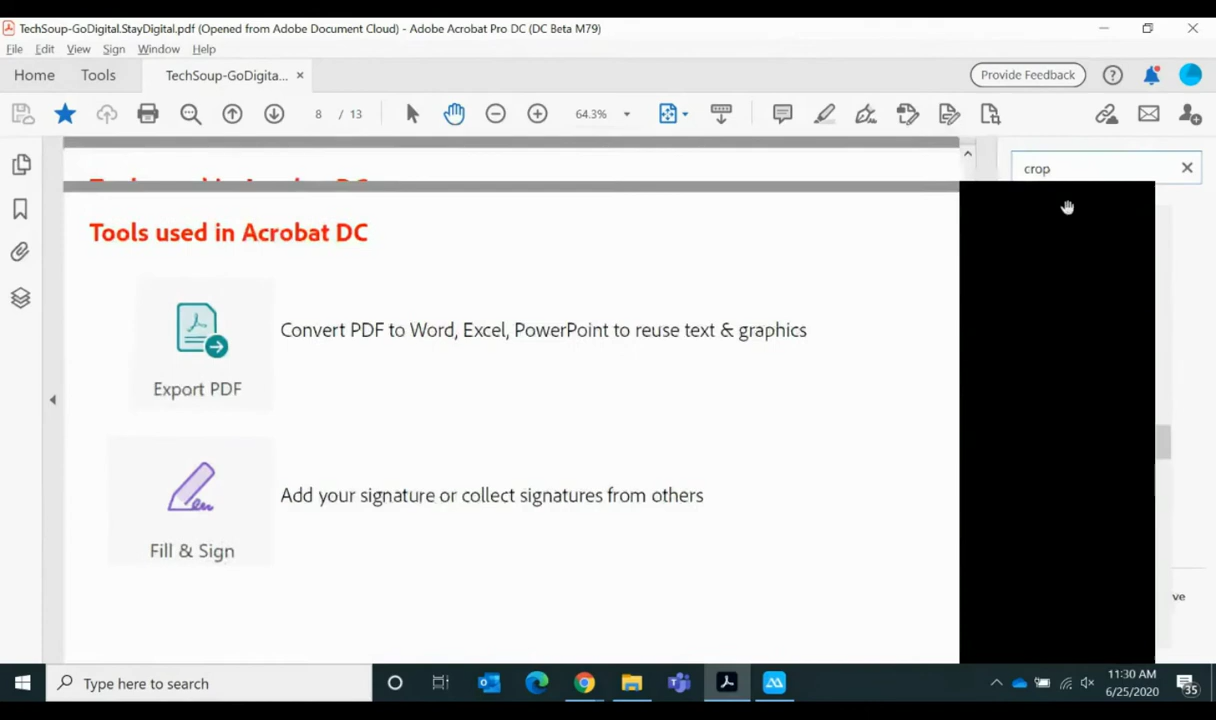 TechSoup-GoDigital.StayDigital.pdf (Opened from Adobe Document Cloud) - Adobe Acrobat Pro DC (DC Beta M79)
File Edit View Sign Window Help
Home Tools TechSoup-GoDigita... × Provide Feedback
8 / 13 64.3%
crop
Tools used in Acrobat DC
Convert PDF to Word, Excel, PowerPoint to reuse text & graphics
Export PDF
Add your signature or collect signatures from others
Fill & Sign
ve
Type here to search
11:30 AM
6/25/2020
35